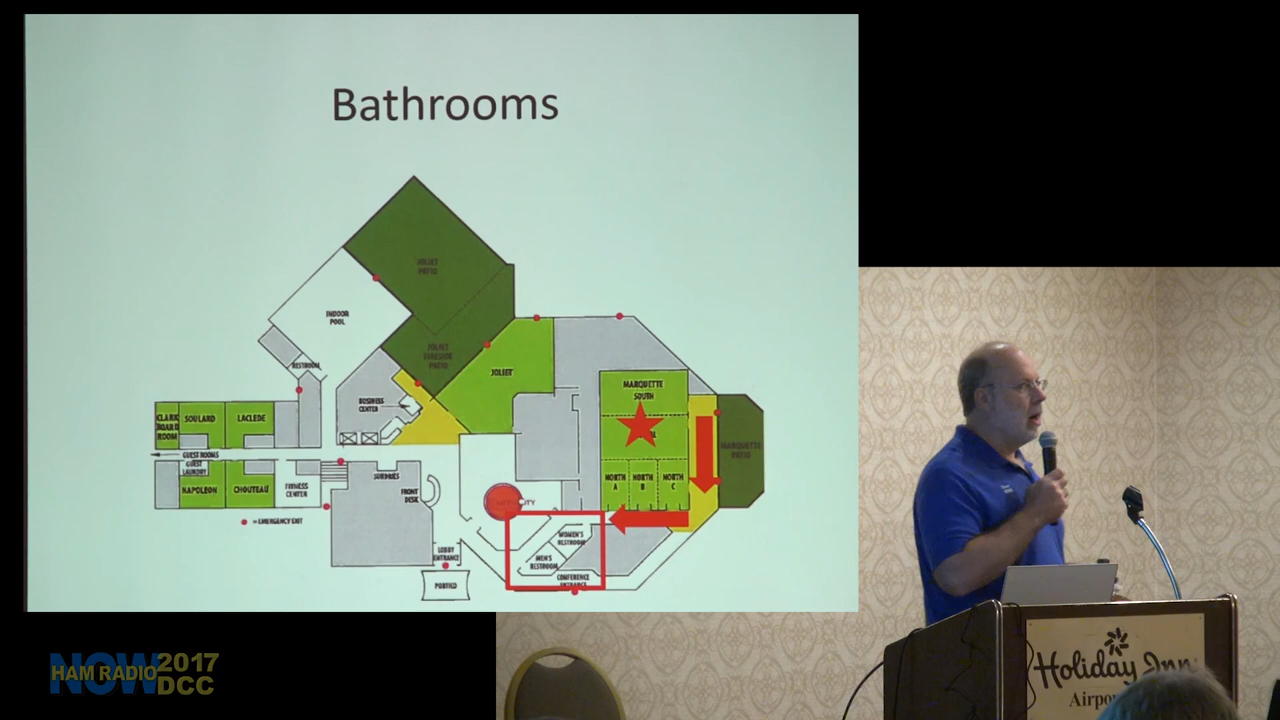 Bathrooms
JOLIET
PATIO
INDOOR
POOL
JOLIET
FIRESIDE
PATIO
RESTROOM
JOLIET
MARQUETTE
SOUTH
BUSINESS
CENTER
CLARK
BOARD
ROOM
SOULARD
LACLEDE
MARQUETTE
PATIO
GUEST ROOMS
GUEST
LAUNDRY
NAPOLEON
CHOUTEAU
FITNESS
CENTER
SUNDRIES
FRONT
DESK
NORTH
A
NORTH
B
NORTH
C
= EMERGENCY EXIT
WOMEN'S
RESTROOM
MEN'S
RESTROOM
LOBBY
ENTRANCE
CONFERENCE
ENTRANCE
PORTICO
Holiday Inn
Airpor
NOW
HAM RADIO
2017
DCC